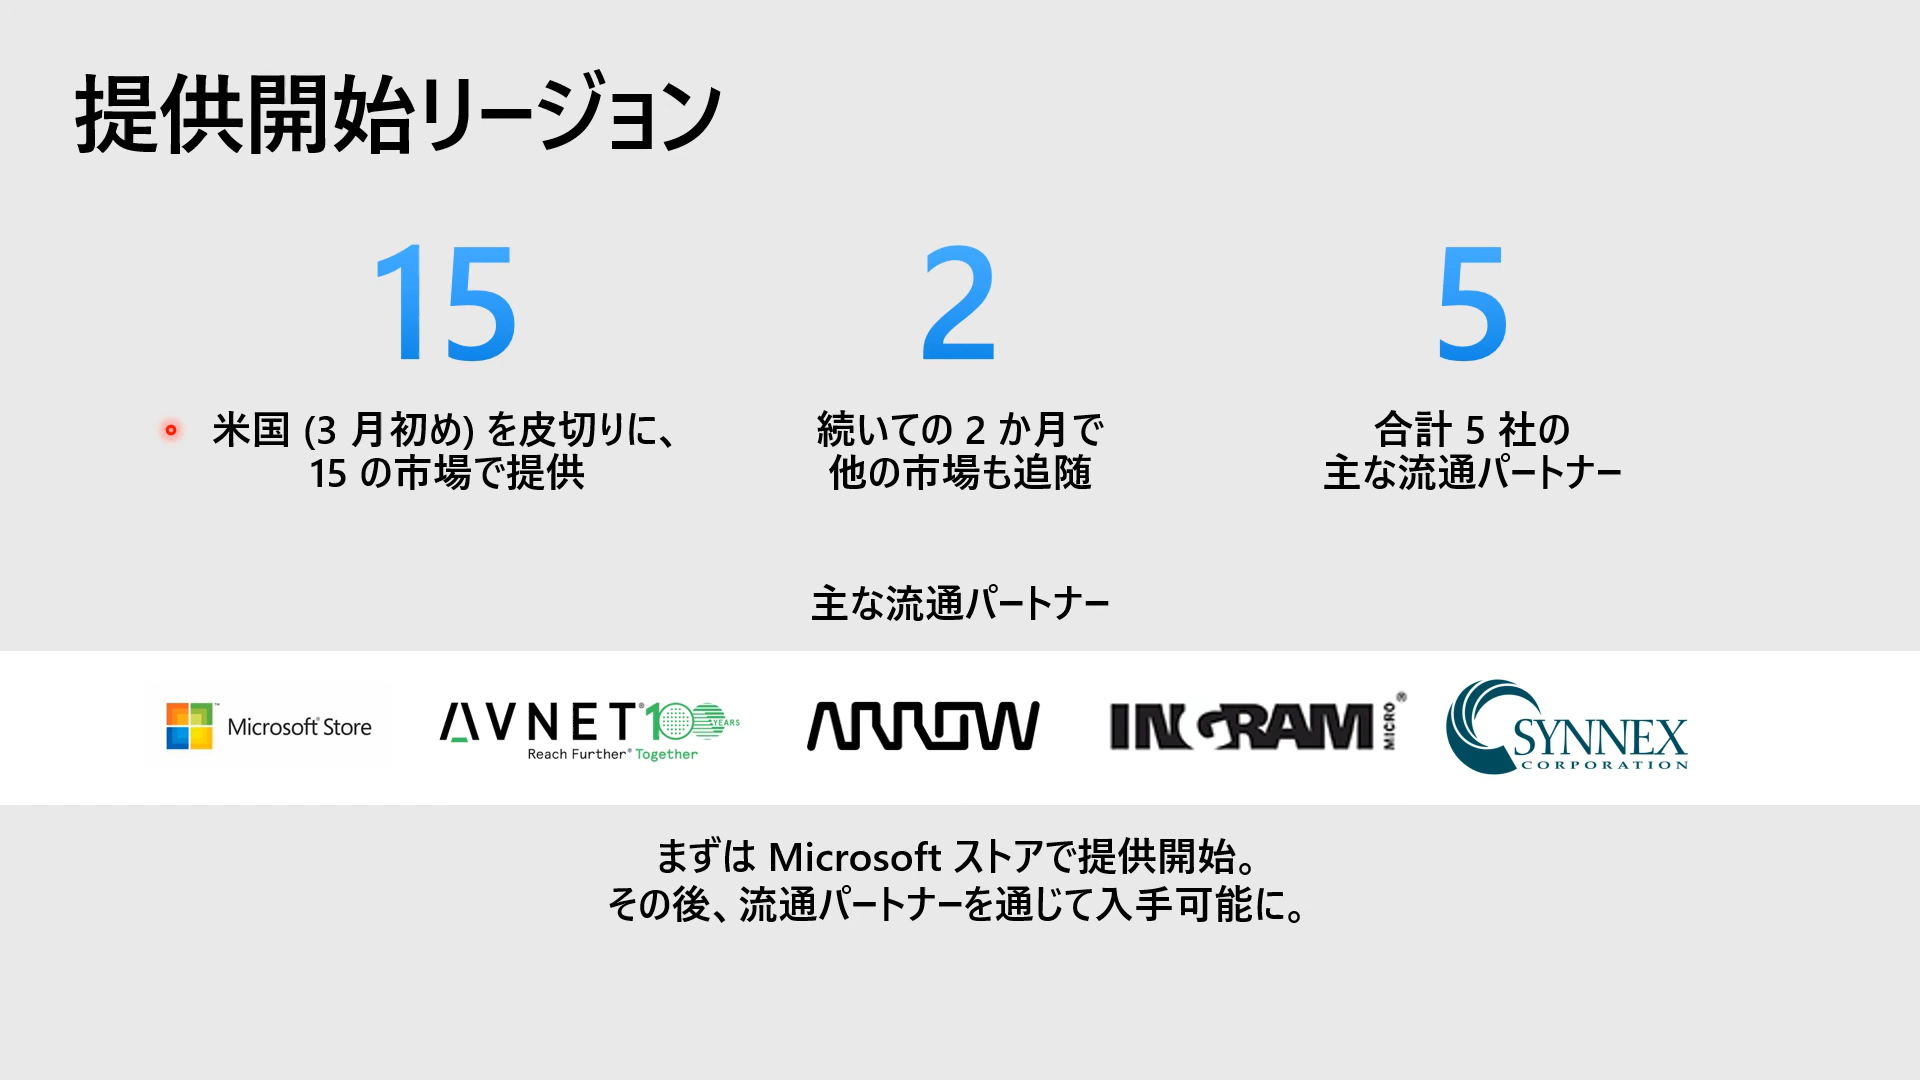 提供開始リージョン
15
米国 (3 月初め) を皮切りに、
15 の市場で提供
2
続いての 2 か月で
他の市場も追随
5
合計 5 社の
主な流通パートナー
主な流通パートナー
Microsoft Store
AVNET 100 YEARS
Reach Further® Together
ARROW
INGRAM MICRO ®
SYNNEX
CORPORATION
まずは Microsoft ストアで提供開始。
その後、流通パートナーを通じて入手可能に。